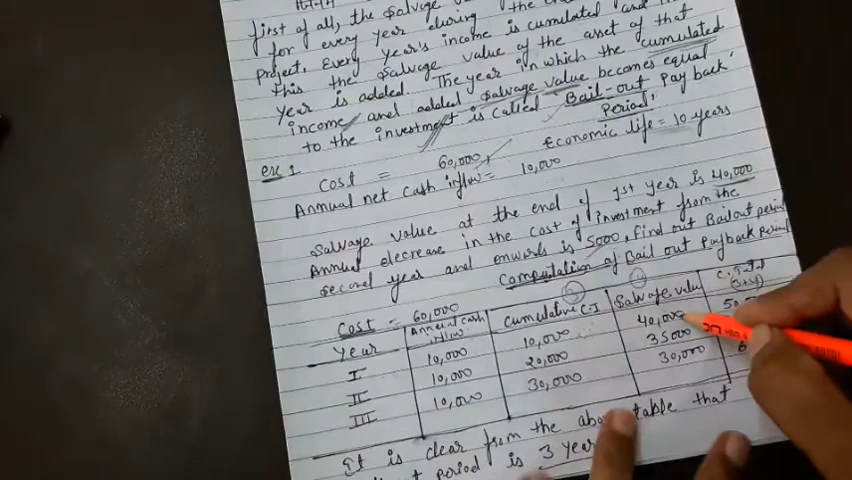 first of all, the salvage
for every year during the
project, Every year's income is cumulated and
this the salvage value of the asset of that
year is added. The year in which the cumulated
income and added salvage value becomes equal
to the investment is called Bail-out Pay back
Period'
ex 1
Cost = 60,000 Economic life = 10 years
Annual net cash inflow = 10,000
Salvage value at the end of 1st year is 40,000
Annual decrease in the cost of investment from the
second year and onwards is 5000, find out Bailout period
Computation of Bail out Payback Period
Cost = 60,000
Year Annual cash inflow Cumulative C.I Salvage value
I 10,000 10,000 40,000
II 10,000 20,000 35000
III 10,000 30,000 30,000
It is clear from the above table that
period is 3 Year